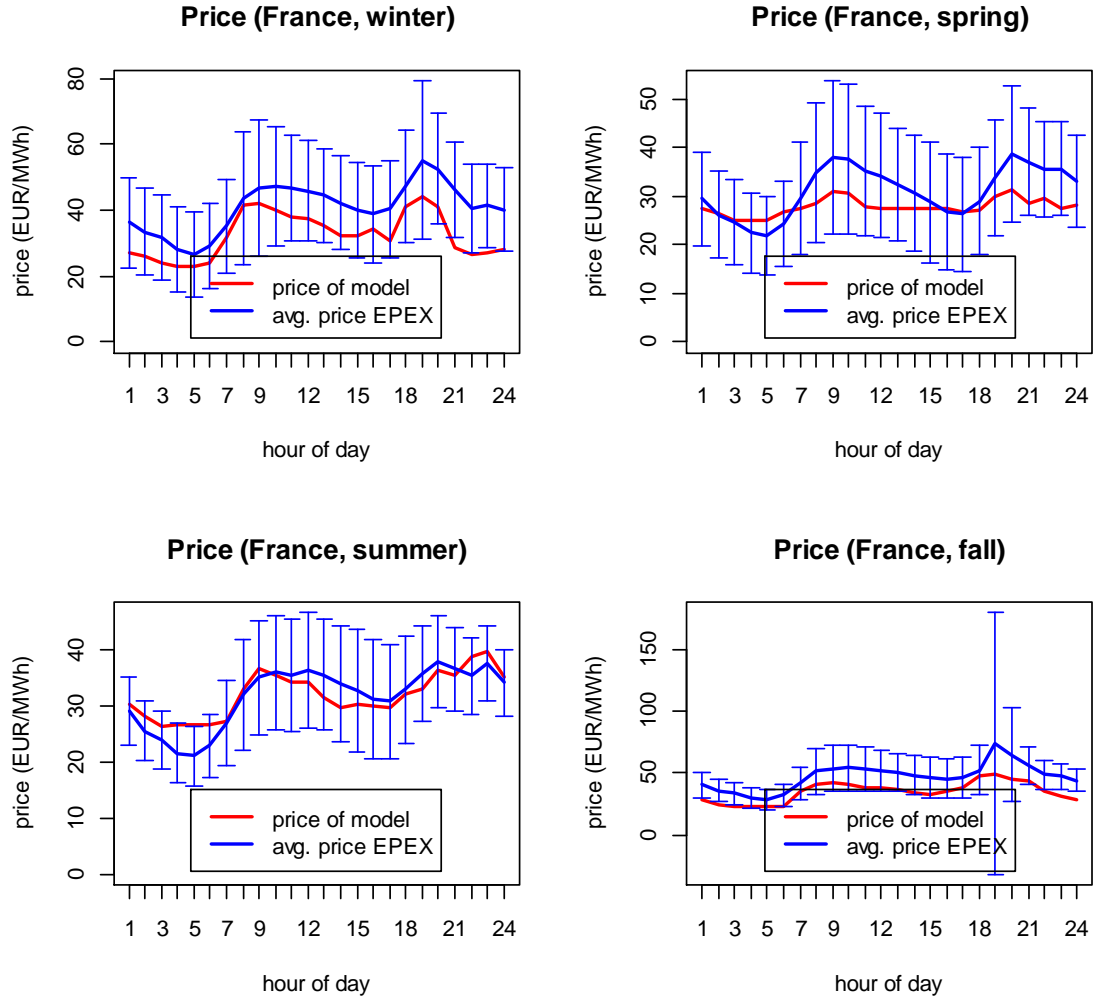 Price (France, winter)
price (EUR/MWh)
0 20 40 60 80
price of model
avg. price EPEX
1 3 5 7 9 12 15 18 21 24
hour of day
Price (France, spring)
price (EUR/MWh)
0 10 20 30 40 50
price of model
avg. price EPEX
1 3 5 7 9 12 15 18 21 24
hour of day
Price (France, summer)
price (EUR/MWh)
0 10 20 30 40
price of model
avg. price EPEX
1 3 5 7 9 12 15 18 21 24
hour of day
Price (France, fall)
price (EUR/MWh)
0 50 100 150
price of model
avg. price EPEX
1 3 5 7 9 12 15 18 21 24
hour of day